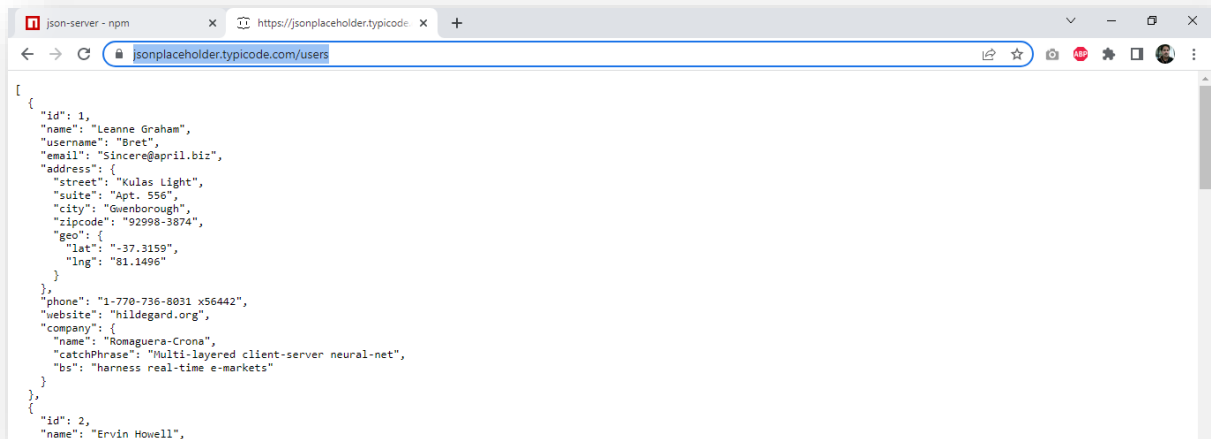 json-server - npm
https://jsonplaceholder.typicode.
jsonplaceholder.typicode.com/users
ABP
[
  {
    "id": 1,
    "name": "Leanne Graham",
    "username": "Bret",
    "email": "Sincere@april.biz",
    "address": {
      "street": "Kulas Light",
      "suite": "Apt. 556",
      "city": "Gwenborough",
      "zipcode": "92998-3874",
      "geo": {
        "lat": "-37.3159",
        "lng": "81.1496"
      }
    },
    "phone": "1-770-736-8031 x56442",
    "website": "hildegard.org",
    "company": {
      "name": "Romaguera-Crona",
      "catchPhrase": "Multi-layered client-server neural-net",
      "bs": "harness real-time e-markets"
    }
  },
  {
    "id": 2,
    "name": "Ervin Howell",